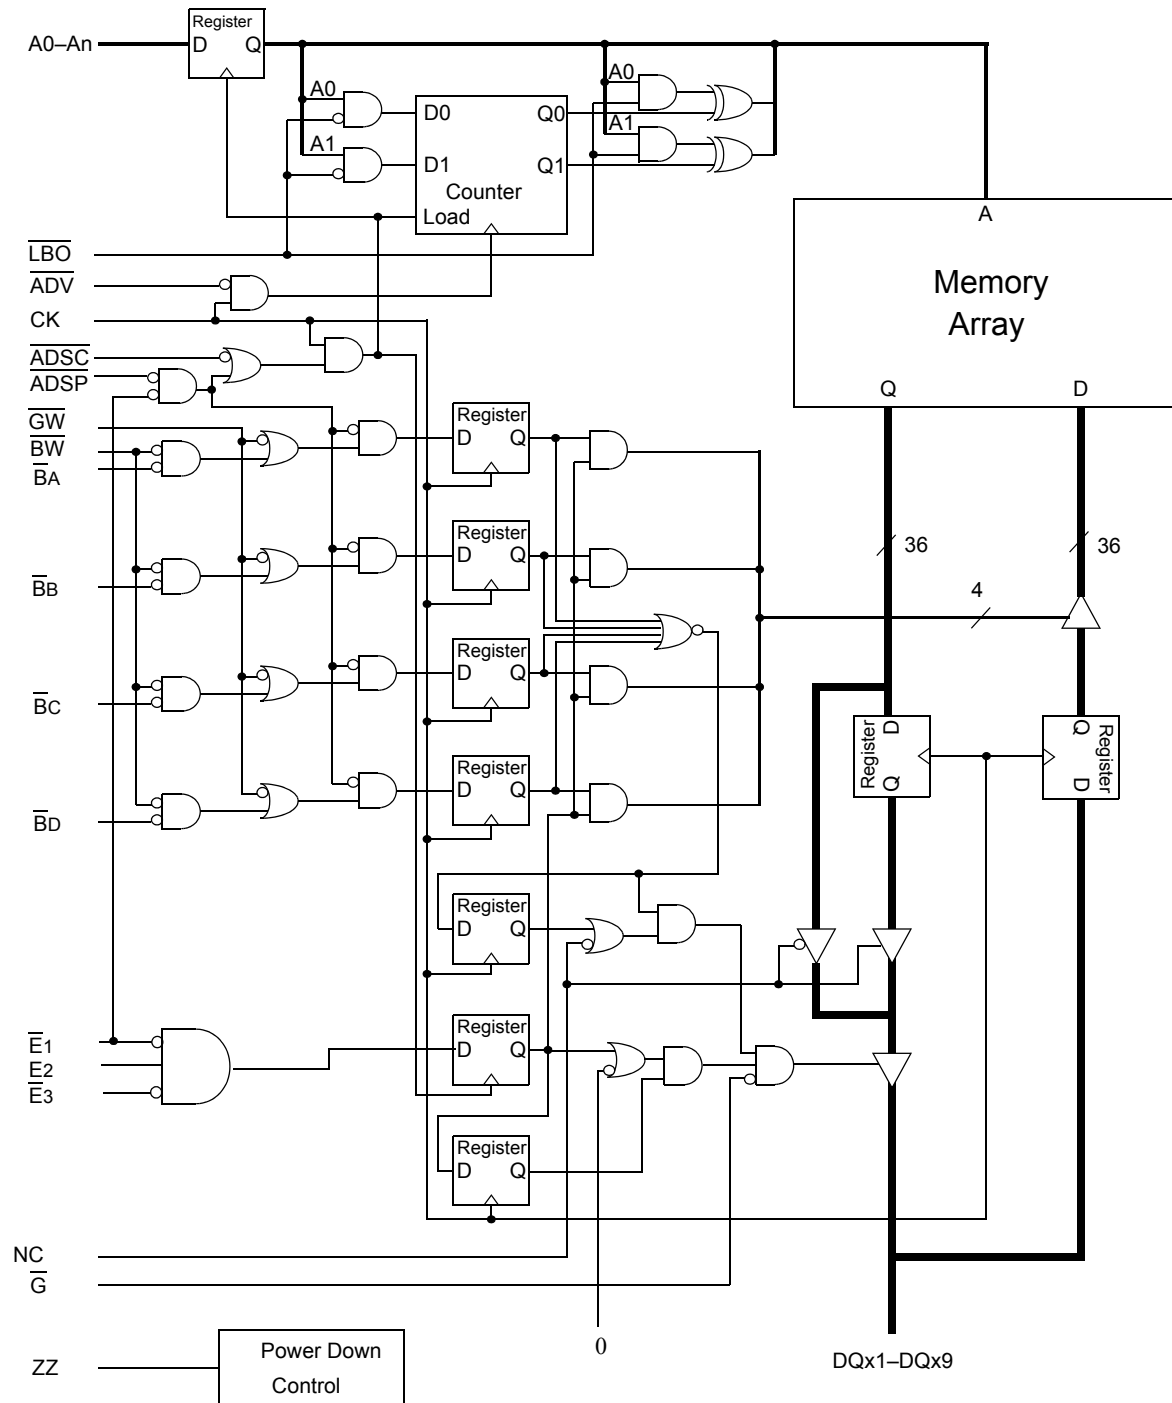 Register
A0–An D Q
A0 A0
D0 Q0
A1 A1
D1 Q1
Counter
Load
A
LBO
ADV
CK
Memory
Array
ADSC
ADSP
Q D
GW
BW
BA
Register
D Q
Register
D Q
36 36
BB
4
Register
D Q
BC
Register
D Q
Register
D Q
Register
Q D
BD
Register
D Q
Register
D Q
E1
E2
E3
Register
D Q
NC
G
0
DQx1–DQx9
ZZ
Power Down
Control